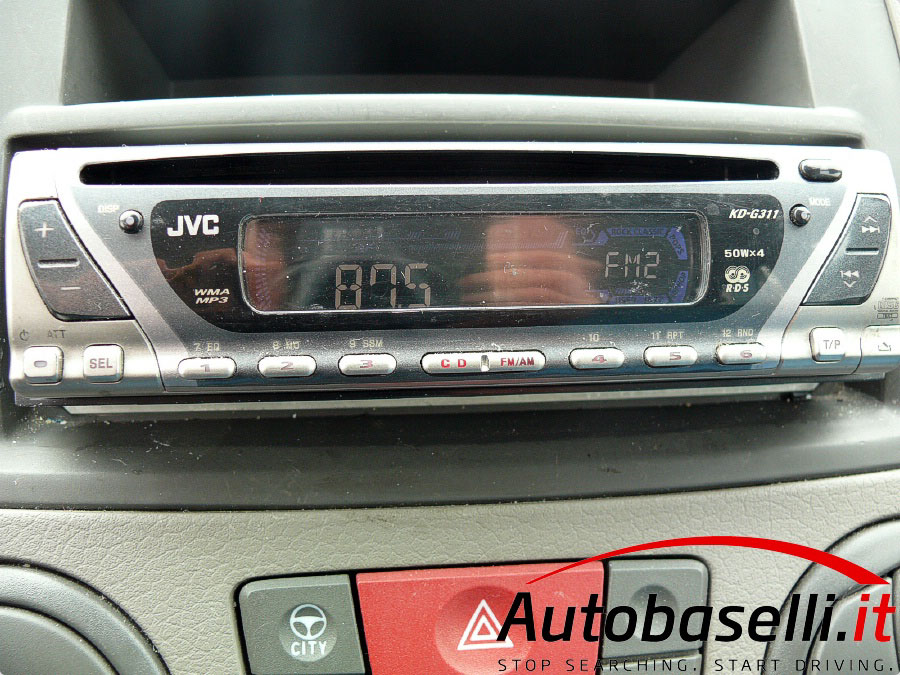 DISP
MODE
JVC
KD-G311
+
50W×4
WMA
MP3
87.5
FM2
R·D·S
−
ATT
SEL
7 EQ
8 MO
9 SSM
10
11 RPT
12 RND
1
2
3
CD
FM/AM
4
5
6
T/P
CITY
Autobaselli.it
STOP SEARCHING. START DRIVING.